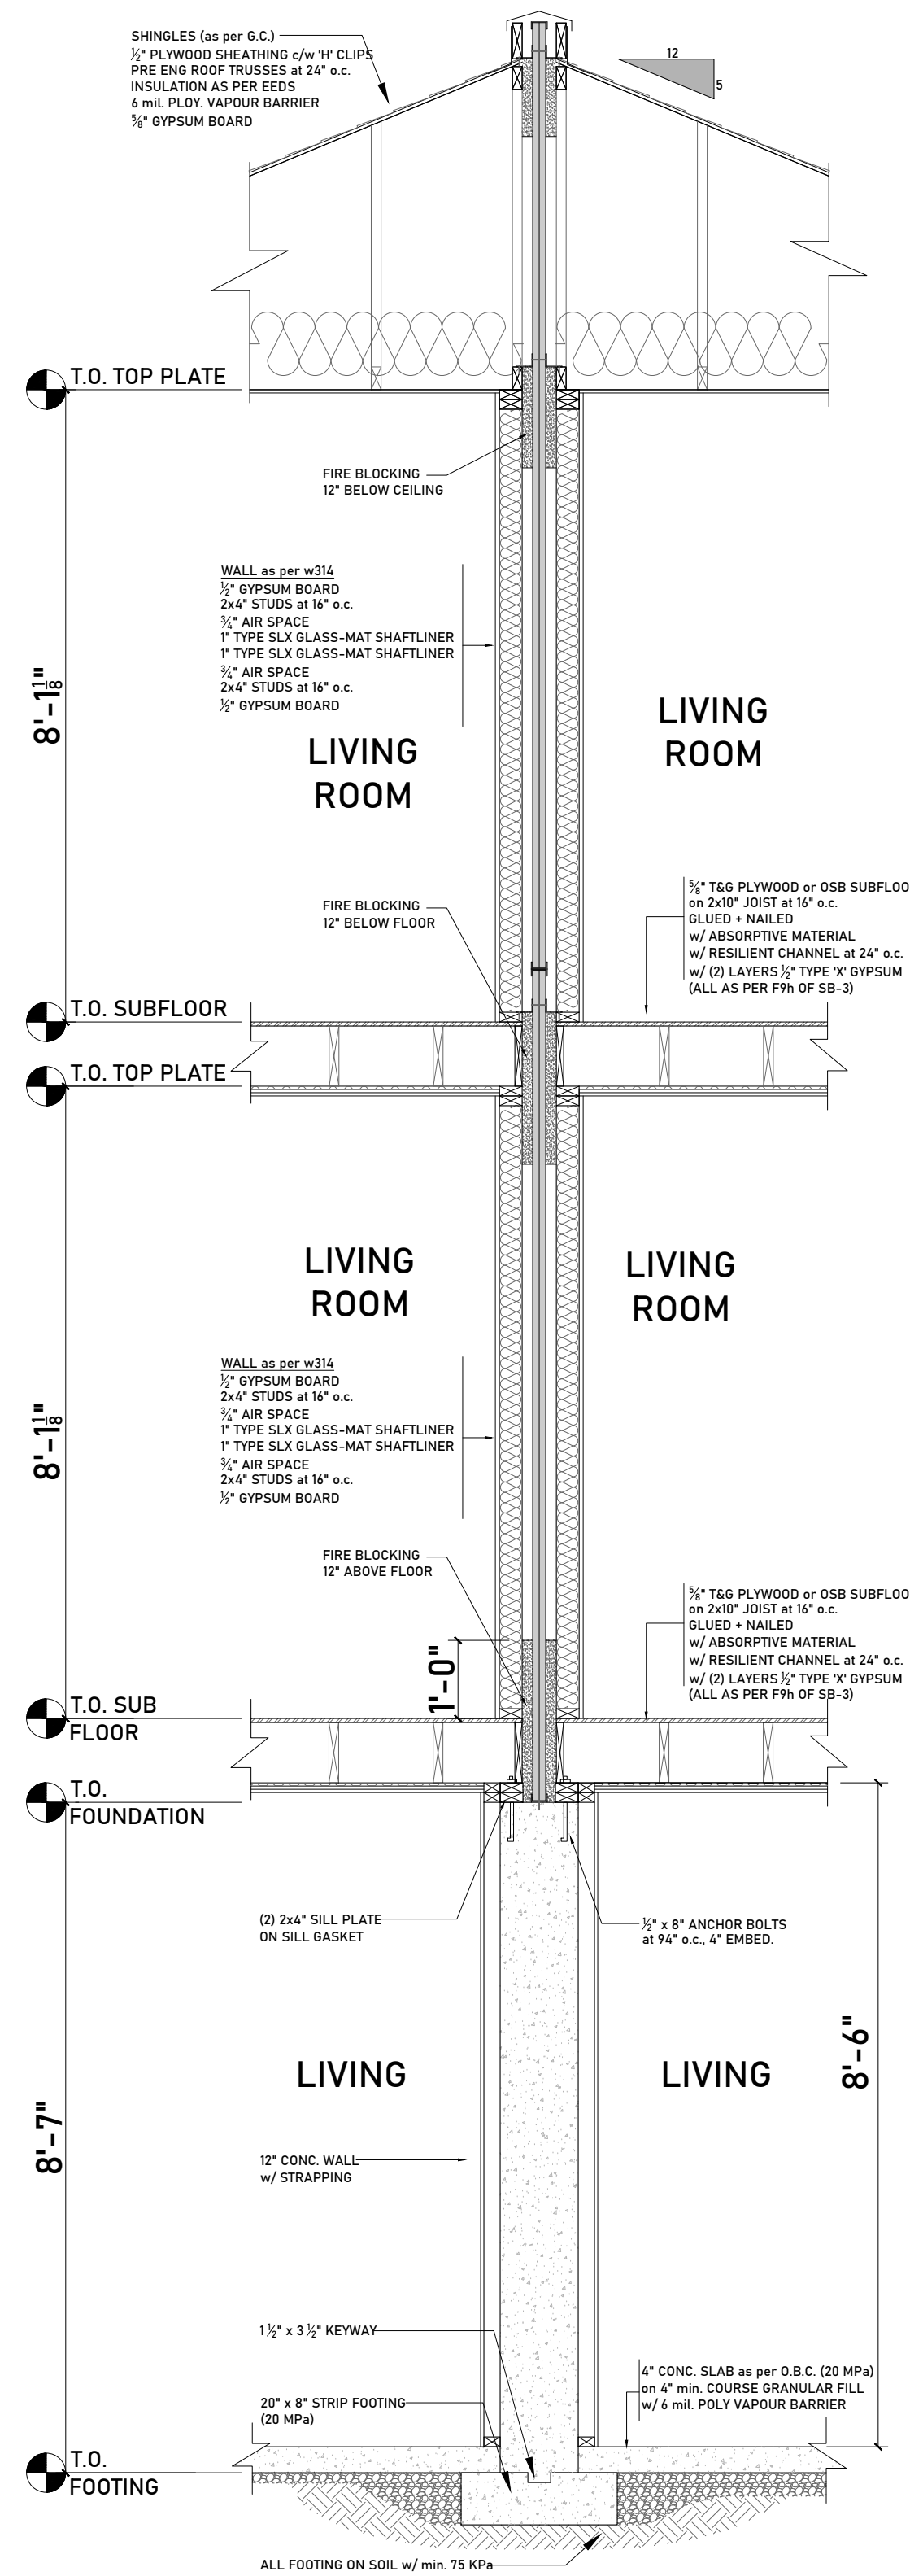 SHINGLES (as per G.C.)
½" PLYWOOD SHEATHING c/w 'H' CLIPS
PRE ENG ROOF TRUSSES at 24" o.c.
INSULATION AS PER EEDS
6 mil. PLOY. VAPOUR BARRIER
⅝" GYPSUM BOARD
12
5
T.O. TOP PLATE
FIRE BLOCKING
12" BELOW CEILING
WALL as per w314
½" GYPSUM BOARD
2x4" STUDS at 16" o.c.
¾" AIR SPACE
1" TYPE SLX GLASS-MAT SHAFTLINER
1" TYPE SLX GLASS-MAT SHAFTLINER
¾" AIR SPACE
2x4" STUDS at 16" o.c.
½" GYPSUM BOARD
8'-1⅛"
LIVING
ROOM
LIVING
ROOM
FIRE BLOCKING
12" BELOW FLOOR
⅝" T&G PLYWOOD or OSB SUBFLOO
on 2x10" JOIST at 16" o.c.
GLUED + NAILED
w/ ABSORPTIVE MATERIAL
w/ RESILIENT CHANNEL at 24" o.c.
w/ (2) LAYERS ½" TYPE 'X' GYPSUM
(ALL AS PER F9h OF SB-3)
T.O. SUBFLOOR
T.O. TOP PLATE
LIVING
ROOM
LIVING
ROOM
WALL as per w314
½" GYPSUM BOARD
2x4" STUDS at 16" o.c.
¾" AIR SPACE
1" TYPE SLX GLASS-MAT SHAFTLINER
1" TYPE SLX GLASS-MAT SHAFTLINER
¾" AIR SPACE
2x4" STUDS at 16" o.c.
½" GYPSUM BOARD
8'-1⅛"
FIRE BLOCKING
12" ABOVE FLOOR
1'-0"
⅝" T&G PLYWOOD or OSB SUBFLOO
on 2x10" JOIST at 16" o.c.
GLUED + NAILED
w/ ABSORPTIVE MATERIAL
w/ RESILIENT CHANNEL at 24" o.c.
w/ (2) LAYERS ½" TYPE 'X' GYPSUM
(ALL AS PER F9h OF SB-3)
T.O. SUB
FLOOR
T.O.
FOUNDATION
(2) 2x4" SILL PLATE
ON SILL GASKET
½" x 8" ANCHOR BOLTS
at 94" o.c., 4" EMBED.
LIVING
LIVING
8'-6"
8'-7"
12" CONC. WALL
w/ STRAPPING
1 ½" x 3 ½" KEYWAY
20" x 8" STRIP FOOTING
(20 MPa)
4" CONC. SLAB as per O.B.C. (20 MPa)
on 4" min. COURSE GRANULAR FILL
w/ 6 mil. POLY VAPOUR BARRIER
T.O.
FOOTING
ALL FOOTING ON SOIL w/ min. 75 KPa